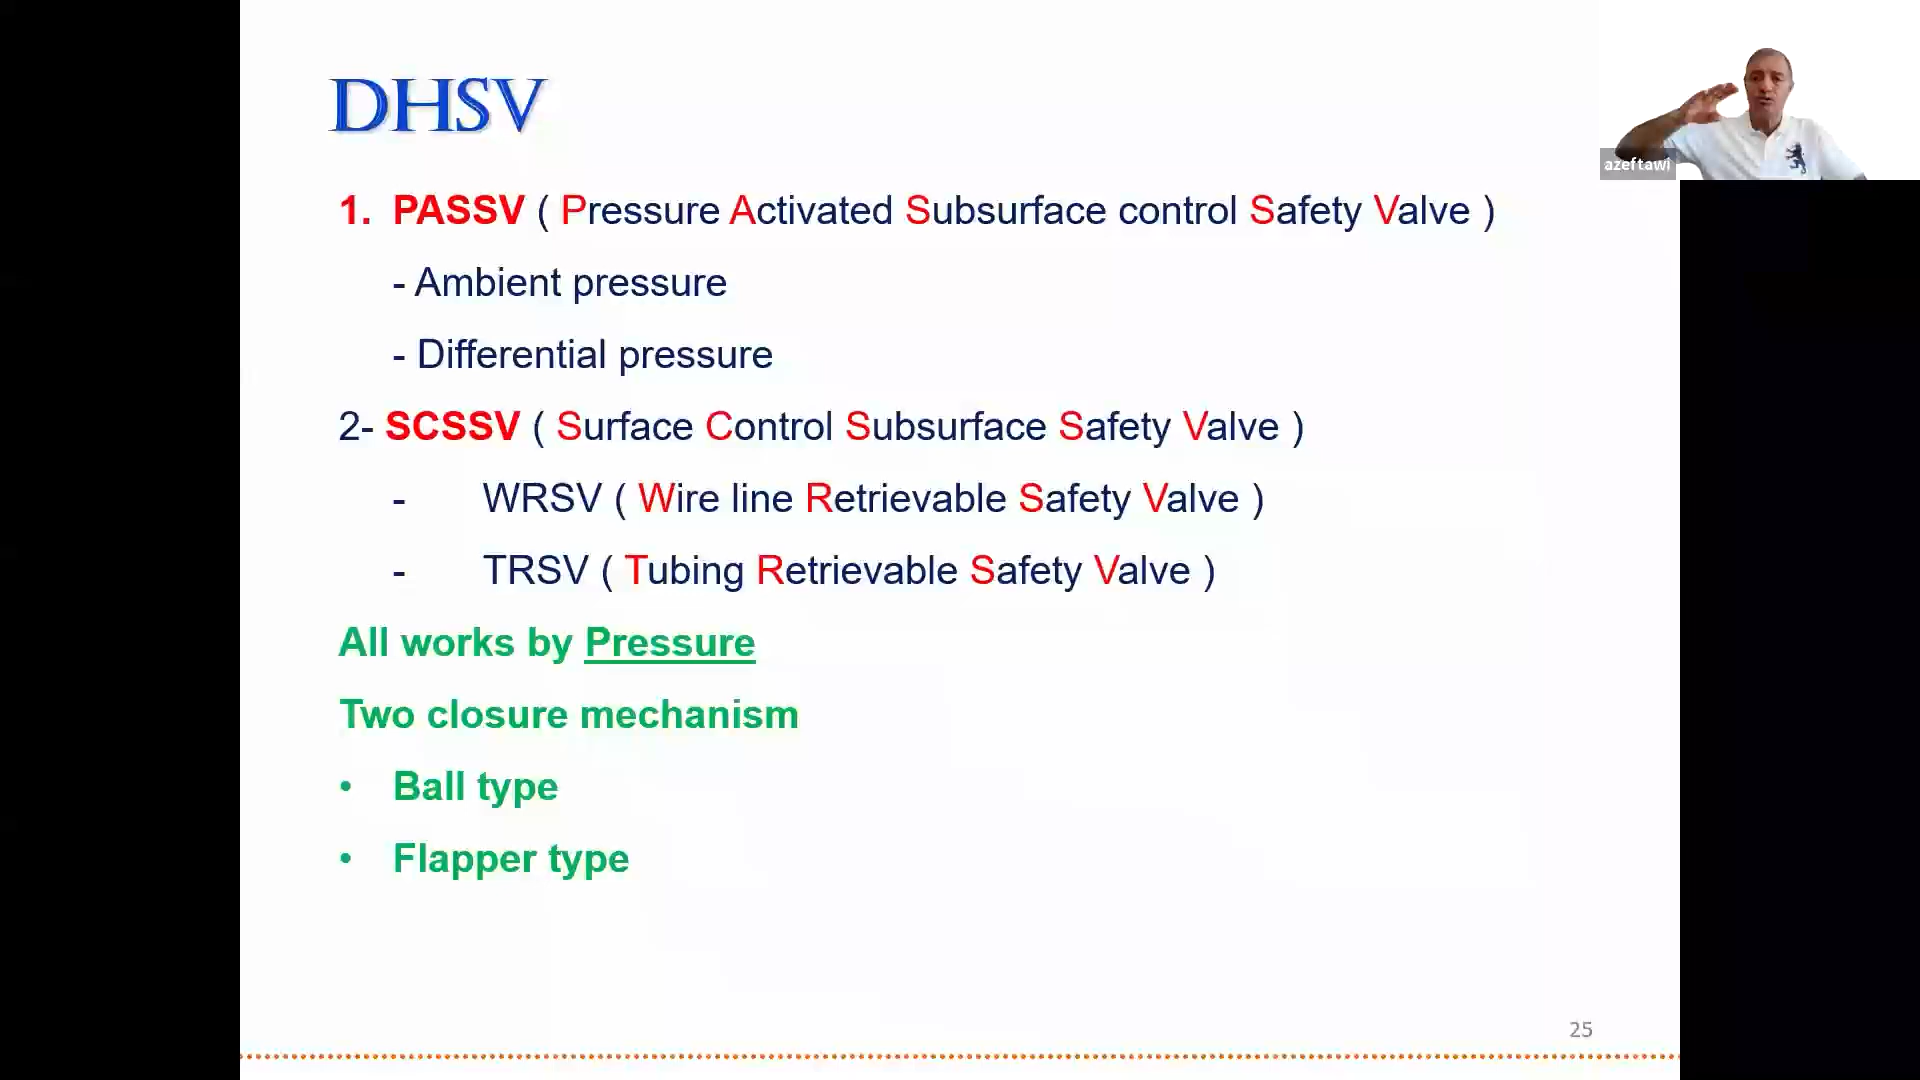 DHSV
azeftawi
1. PASSV ( Pressure Activated Subsurface control Safety Valve )
- Ambient pressure
- Differential pressure
2- SCSSV ( Surface Control Subsurface Safety Valve )
- WRSV ( Wire line Retrievable Safety Valve )
- TRSV ( Tubing Retrievable Safety Valve )
All works by Pressure
Two closure mechanism
• Ball type
• Flapper type
25